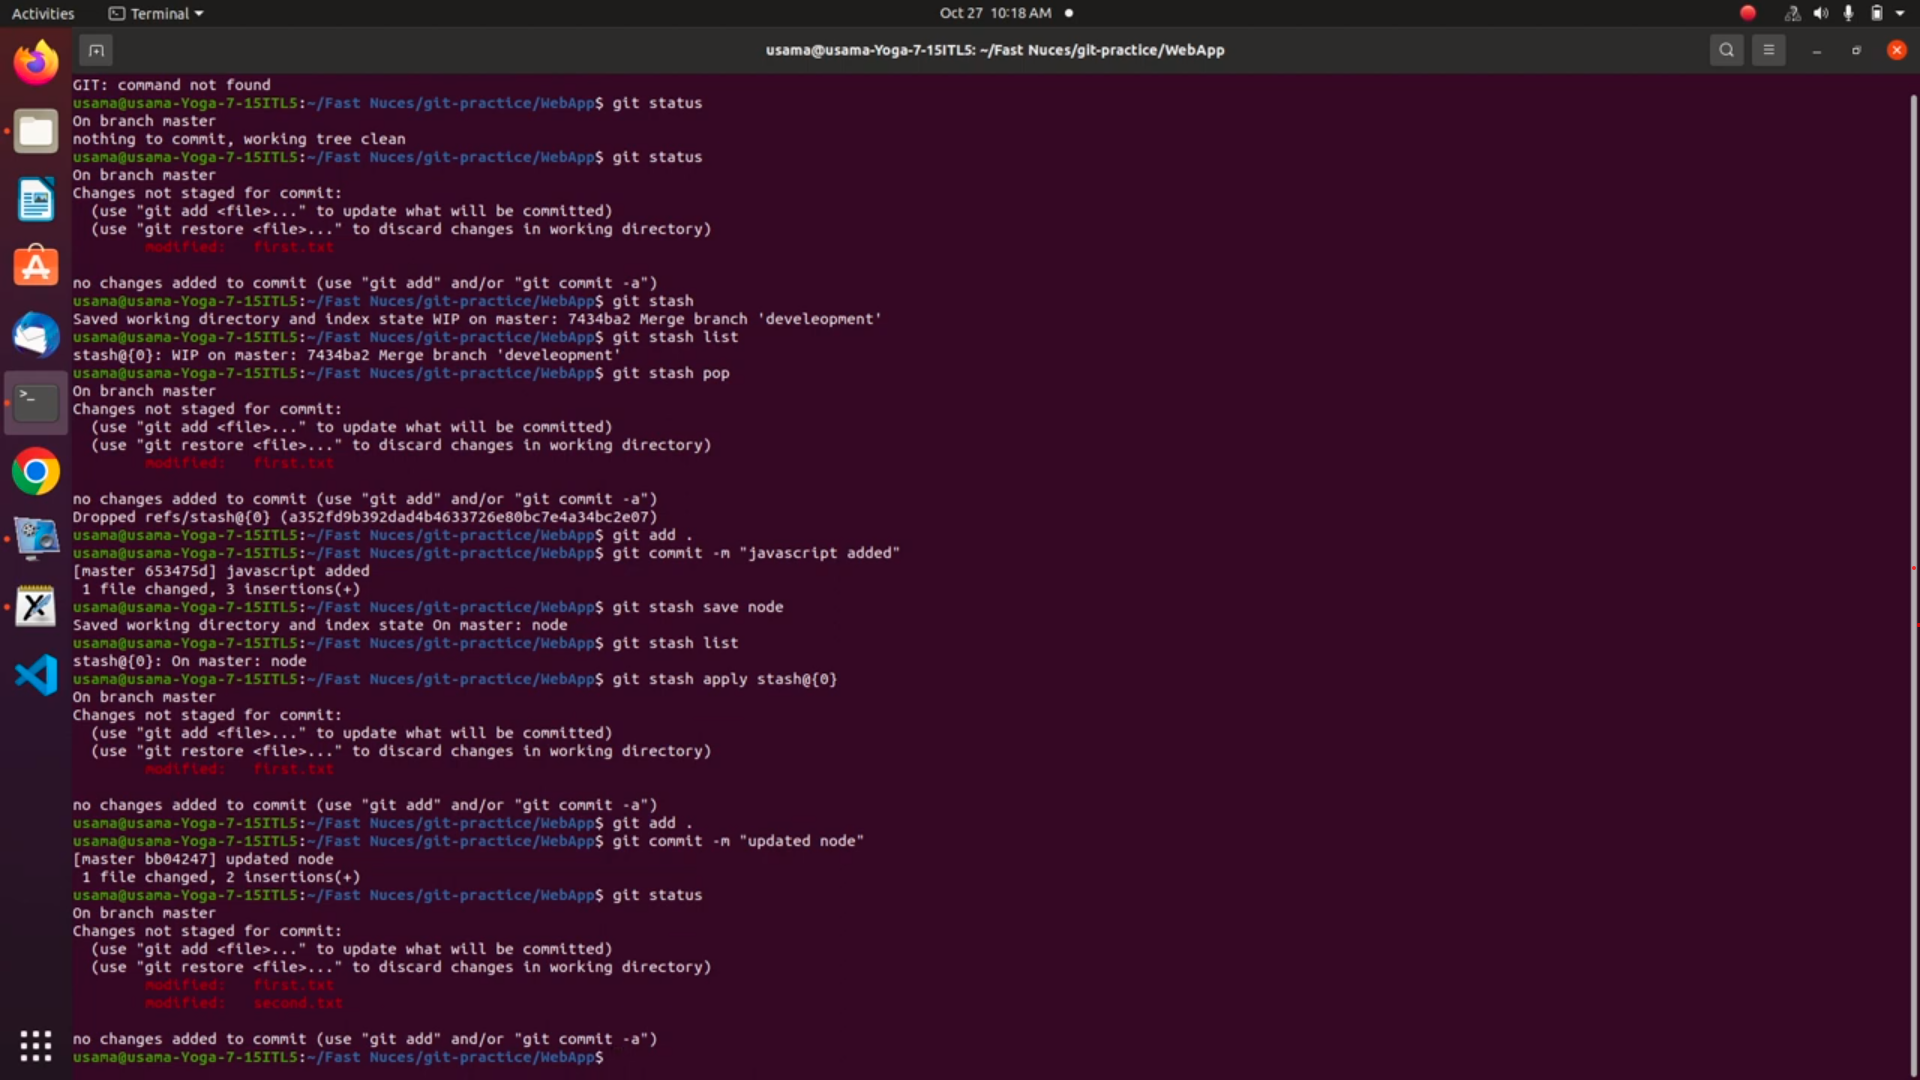 Activities
Terminal
Oct 27 10:18 AM
usama@usama-Yoga-7-15ITL5: ~/Fast Nuces/git-practice/WebApp
GIT: command not found
usama@usama-Yoga-7-15ITL5:~/Fast Nuces/git-practice/WebApp$ git status
On branch master
nothing to commit, working tree clean
usama@usama-Yoga-7-15ITL5:~/Fast Nuces/git-practice/WebApp$ git status
On branch master
Changes not staged for commit:
  (use "git add <file>..." to update what will be committed)
  (use "git restore <file>..." to discard changes in working directory)
        modified:   first.txt
no changes added to commit (use "git add" and/or "git commit -a")
usama@usama-Yoga-7-15ITL5:~/Fast Nuces/git-practice/WebApp$ git stash
Saved working directory and index state WIP on master: 7434ba2 Merge branch 'develeopment'
usama@usama-Yoga-7-15ITL5:~/Fast Nuces/git-practice/WebApp$ git stash list
stash@{0}: WIP on master: 7434ba2 Merge branch 'develeopment'
usama@usama-Yoga-7-15ITL5:~/Fast Nuces/git-practice/WebApp$ git stash pop
On branch master
Changes not staged for commit:
  (use "git add <file>..." to update what will be committed)
  (use "git restore <file>..." to discard changes in working directory)
        modified:   first.txt
no changes added to commit (use "git add" and/or "git commit -a")
Dropped refs/stash@{0} (a352fd9b392dad4b4633726e80bc7e4a34bc2e07)
usama@usama-Yoga-7-15ITL5:~/Fast Nuces/git-practice/WebApp$ git add .
usama@usama-Yoga-7-15ITL5:~/Fast Nuces/git-practice/WebApp$ git commit -m "javascript added"
[master 653475d] javascript added
 1 file changed, 3 insertions(+)
usama@usama-Yoga-7-15ITL5:~/Fast Nuces/git-practice/WebApp$ git stash save node
Saved working directory and index state On master: node
usama@usama-Yoga-7-15ITL5:~/Fast Nuces/git-practice/WebApp$ git stash list
stash@{0}: On master: node
usama@usama-Yoga-7-15ITL5:~/Fast Nuces/git-practice/WebApp$ git stash apply stash@{0}
On branch master
Changes not staged for commit:
  (use "git add <file>..." to update what will be committed)
  (use "git restore <file>..." to discard changes in working directory)
        modified:   first.txt
no changes added to commit (use "git add" and/or "git commit -a")
usama@usama-Yoga-7-15ITL5:~/Fast Nuces/git-practice/WebApp$ git add .
usama@usama-Yoga-7-15ITL5:~/Fast Nuces/git-practice/WebApp$ git commit -m "updated node"
[master bb04247] updated node
 1 file changed, 2 insertions(+)
usama@usama-Yoga-7-15ITL5:~/Fast Nuces/git-practice/WebApp$ git status
On branch master
Changes not staged for commit:
  (use "git add <file>..." to update what will be committed)
  (use "git restore <file>..." to discard changes in working directory)
        modified:   first.txt
        modified:   second.txt
no changes added to commit (use "git add" and/or "git commit -a")
usama@usama-Yoga-7-15ITL5:~/Fast Nuces/git-practice/WebApp$